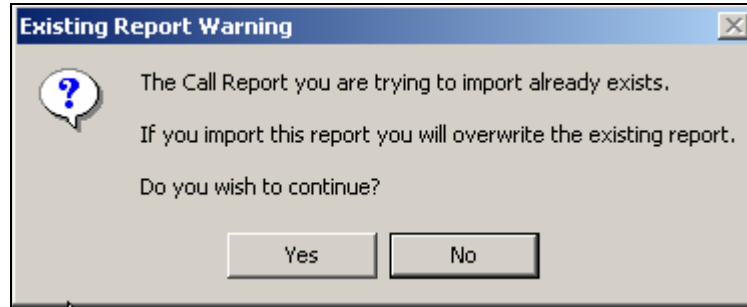 Existing Report Warning
The Call Report you are trying to import already exists.
If you import this report you will overwrite the existing report.
Do you wish to continue?
Yes
No